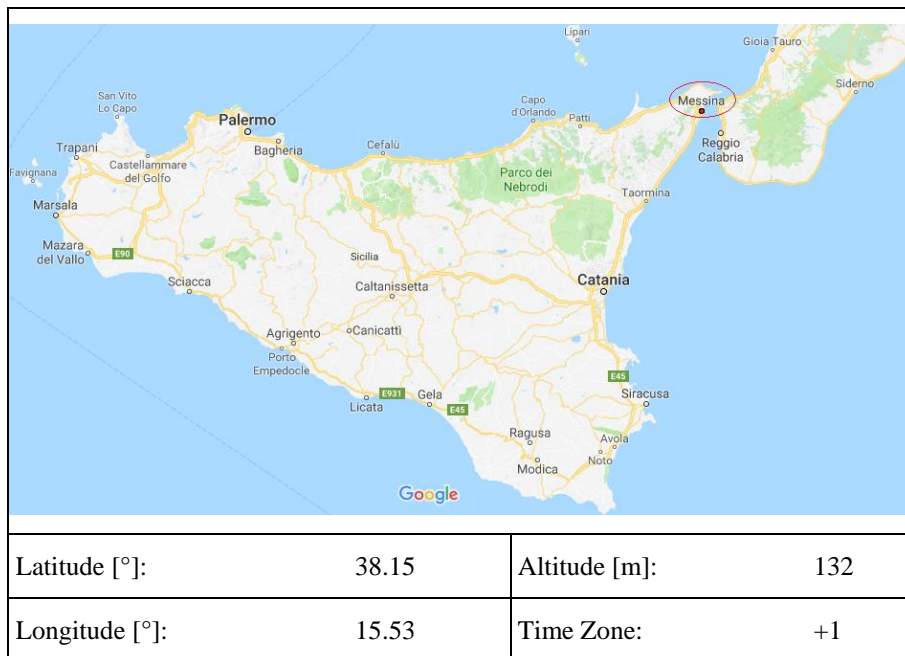 Lipari
Gioia Tauro
San Vito
Lo Capo
Siderno
Messina
Capo
d'Orlando
Patti
Palermo
Bagheria
Cefalù
Reggio
Calabria
Trapani
Castellammare
del Golfo
Favignana
Parco dei
Nebrodi
Taormina
Marsala
Mazara
del Vallo
E90
Sicilia
Sciacca
Caltanissetta
Catania
Agrigento
Canicattì
Porto
Empedocle
E45
Licata
E931
Gela
E45
Siracusa
Ragusa
Avola
Modica
Noto
Google
Latitude [°]: 38.15 Altitude [m]: 132
Longitude [°]: 15.53 Time Zone: +1